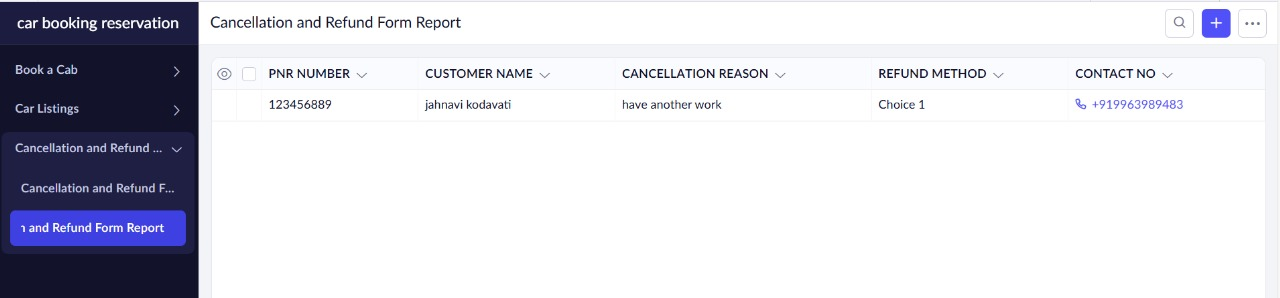 car booking reservation
Book a Cab
Car Listings
Cancellation and Refund ...
Cancellation and Refund F...
and Refund Form Report
Cancellation and Refund Form Report
PNR NUMBER CUSTOMER NAME CANCELLATION REASON REFUND METHOD CONTACT NO
123456889 jahnavi kodavati have another work Choice 1 +919963989483